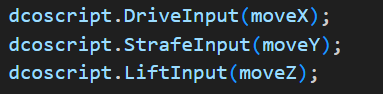 dcoscript.DriveInput(moveX);
dcoscript.StrafeInput(moveY);
dcoscript.LiftInput(moveZ);